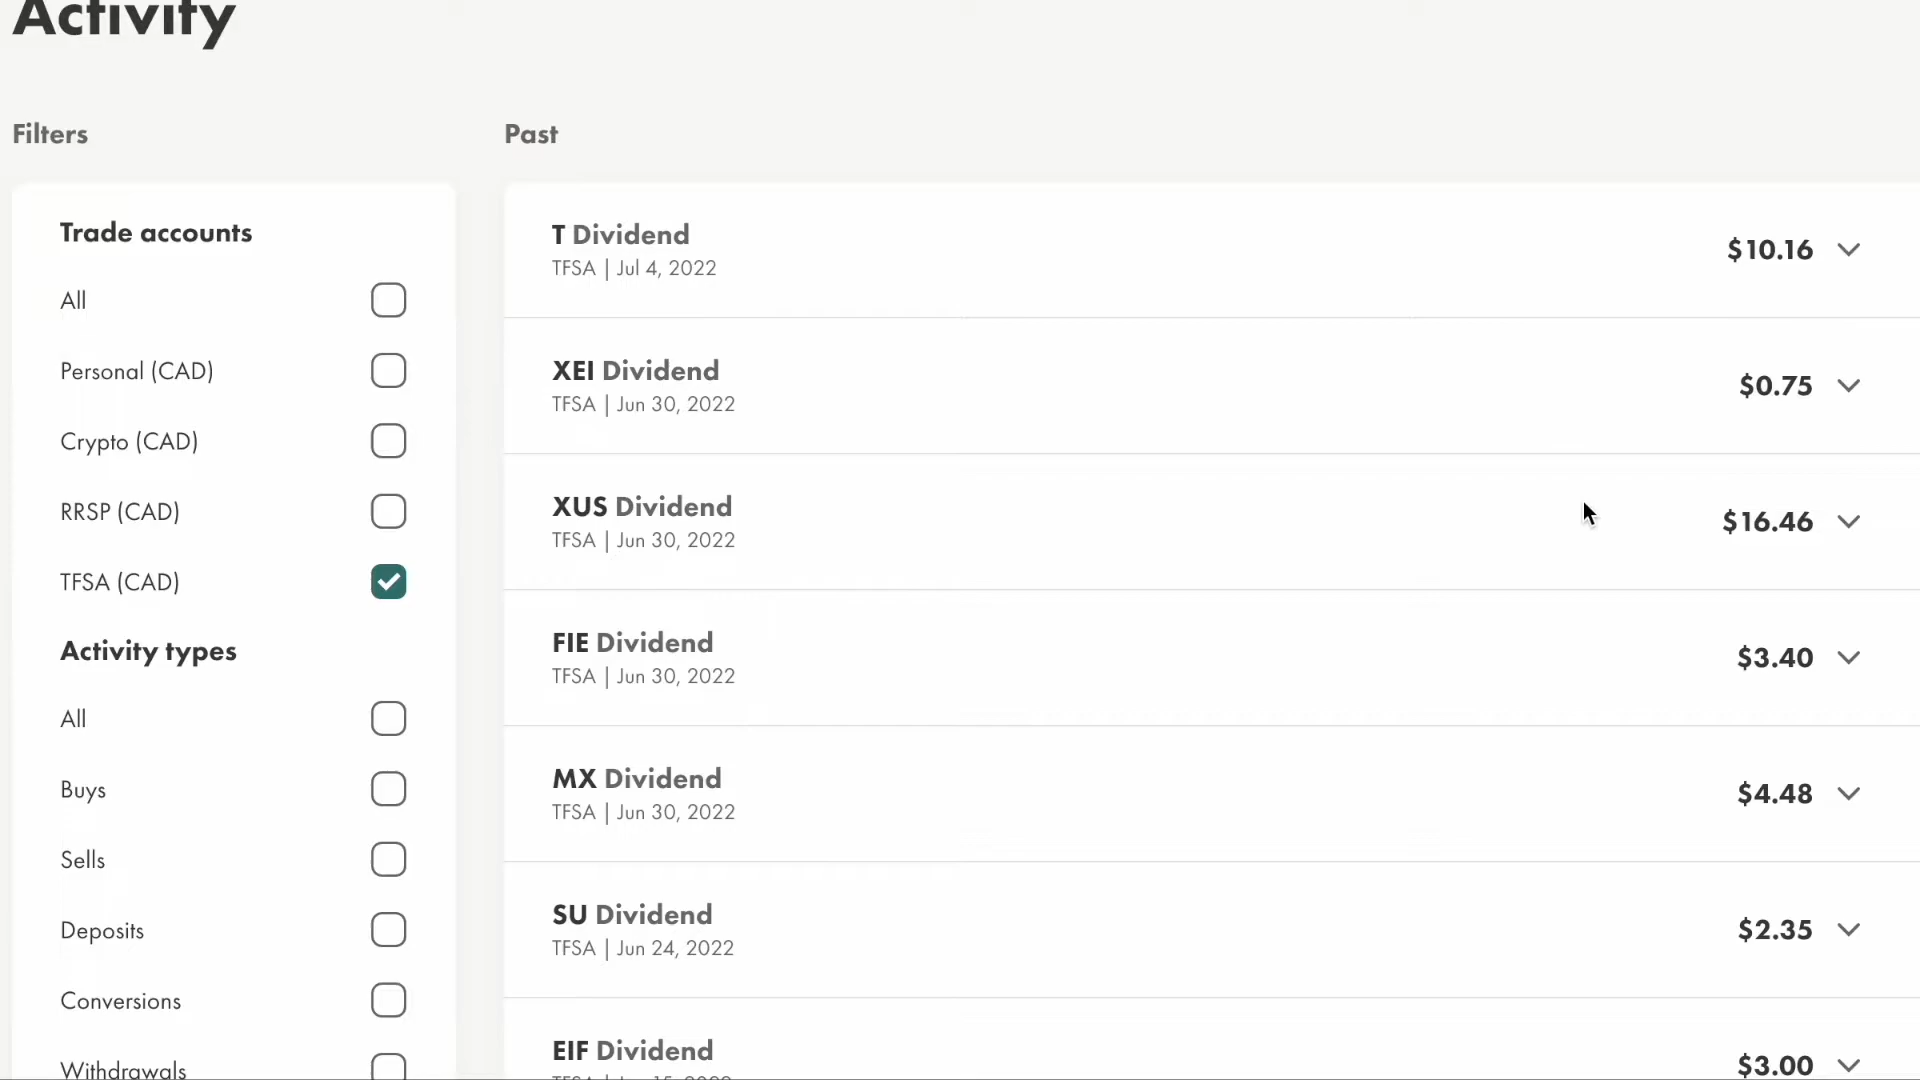 Activity
Filters
Past
Trade accounts
All
Personal (CAD)
Crypto (CAD)
RRSP (CAD)
TFSA (CAD)
Activity types
All
Buys
Sells
Deposits
Conversions
Withdrawals
T Dividend
TFSA | Jul 4, 2022
$10.16
XEI Dividend
TFSA | Jun 30, 2022
$0.75
XUS Dividend
TFSA | Jun 30, 2022
$16.46
FIE Dividend
TFSA | Jun 30, 2022
$3.40
MX Dividend
TFSA | Jun 30, 2022
$4.48
SU Dividend
TFSA | Jun 24, 2022
$2.35
EIF Dividend
$3.00